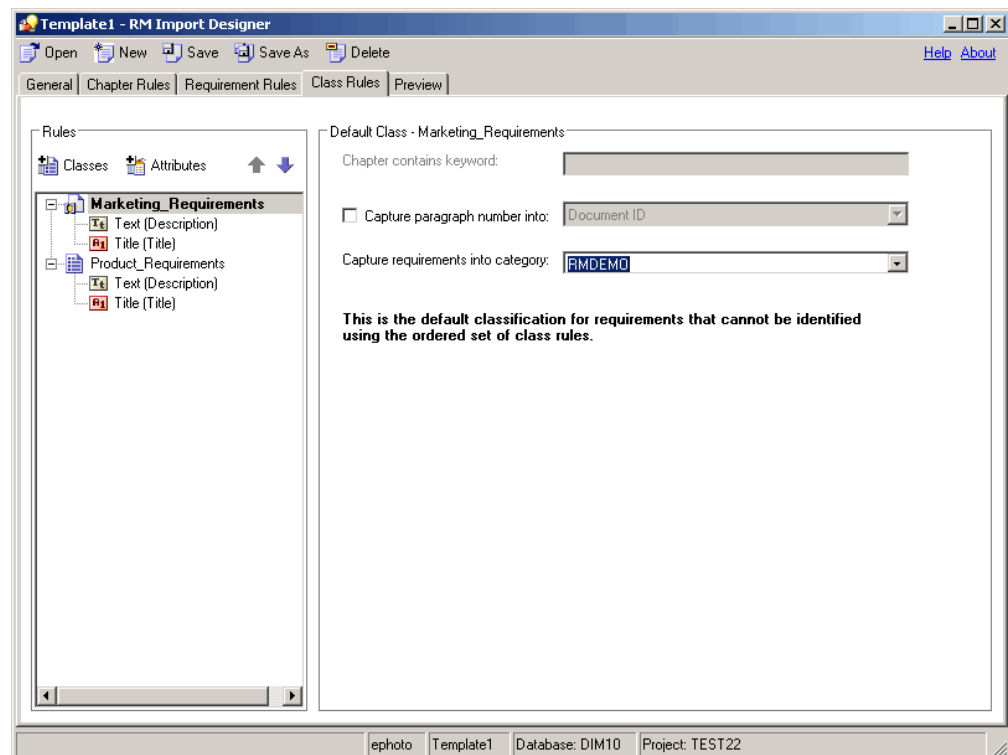 Template1 - RM Import Designer
Open New Save Save As Delete Help About
General Chapter Rules Requirement Rules Class Rules Preview
Rules
Classes Attributes
Marketing_Requirements
Text (Description)
Title (Title)
Product_Requirements
Text (Description)
Title (Title)
Default Class - Marketing_Requirements
Chapter contains keyword:
Capture paragraph number into: Document ID
Capture requirements into category: RMDEMO
This is the default classification for requirements that cannot be identified
using the ordered set of class rules.
ephoto Template1 Database: DIM10 Project: TEST22